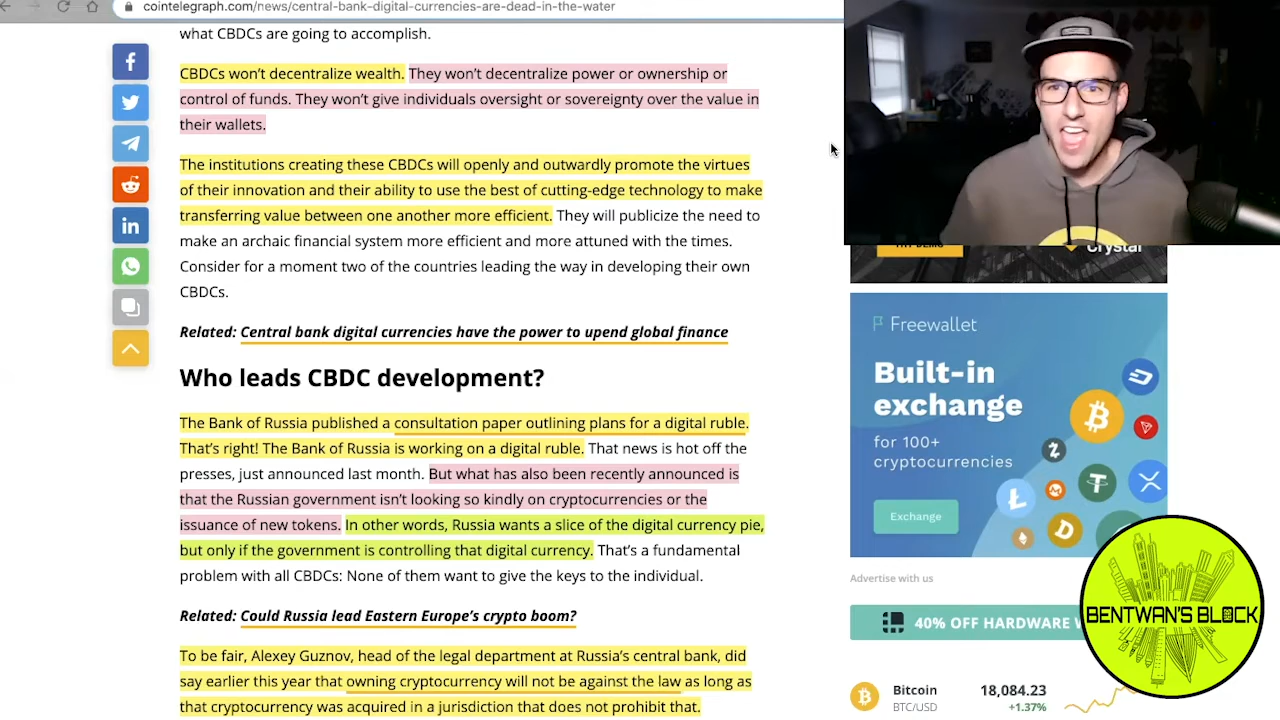 cointelegraph.com/news/central-bank-digital-currencies-are-dead-in-the-water
what CBDCs are going to accomplish.
CBDCs won’t decentralize wealth. They won’t decentralize power or ownership or
control of funds. They won’t give individuals oversight or sovereignty over the value in
their wallets.
The institutions creating these CBDCs will openly and outwardly promote the virtues
of their innovation and their ability to use the best of cutting-edge technology to make
transferring value between one another more efficient. They will publicize the need to
make an archaic financial system more efficient and more attuned with the times.
Consider for a moment two of the countries leading the way in developing their own
CBDCs.
Related: Central bank digital currencies have the power to upend global finance
Who leads CBDC development?
The Bank of Russia published a consultation paper outlining plans for a digital ruble.
That’s right! The Bank of Russia is working on a digital ruble. That news is hot off the
presses, just announced last month. But what has also been recently announced is
that the Russian government isn’t looking so kindly on cryptocurrencies or the
issuance of new tokens. In other words, Russia wants a slice of the digital currency pie,
but only if the government is controlling that digital currency. That’s a fundamental
problem with all CBDCs: None of them want to give the keys to the individual.
Related: Could Russia lead Eastern Europe’s crypto boom?
To be fair, Alexey Guznov, head of the legal department at Russia’s central bank, did
say earlier this year that owning cryptocurrency will not be against the law as long as
that cryptocurrency was acquired in a jurisdiction that does not prohibit that.
Crystal
Freewallet
Built-in
exchange
for 100+
cryptocurrencies
Exchange
Advertise with us
40% OFF HARDWARE
BENTWAN'S BLOCK
Bitcoin 18,084.23
BTC/USD +1.37%